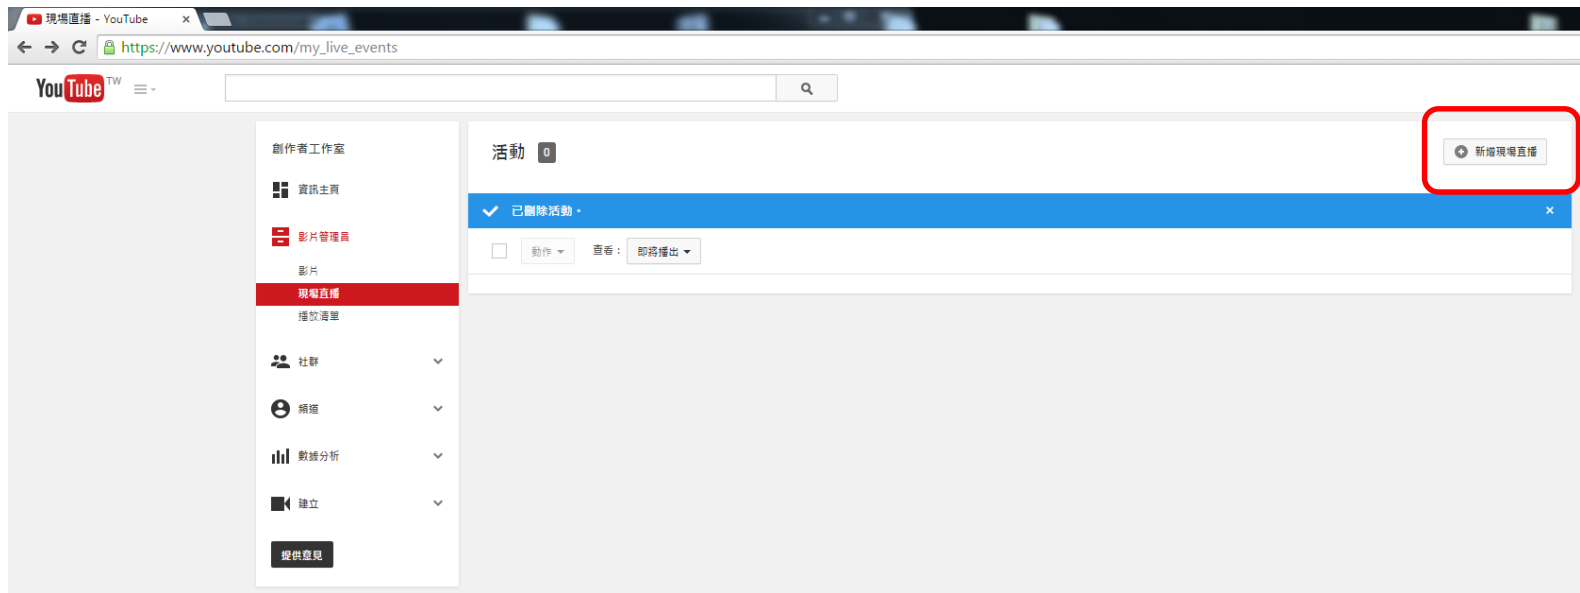 現場直播 - YouTube
https://www.youtube.com/my_live_events
YouTube TW
創作者工作室
資訊主頁
影片管理員
影片
現場直播
播放清單
社群
頻道
數據分析
建立
提供意見
活動 0
新增現場直播
已刪除活動。
動作 查看： 即將播出